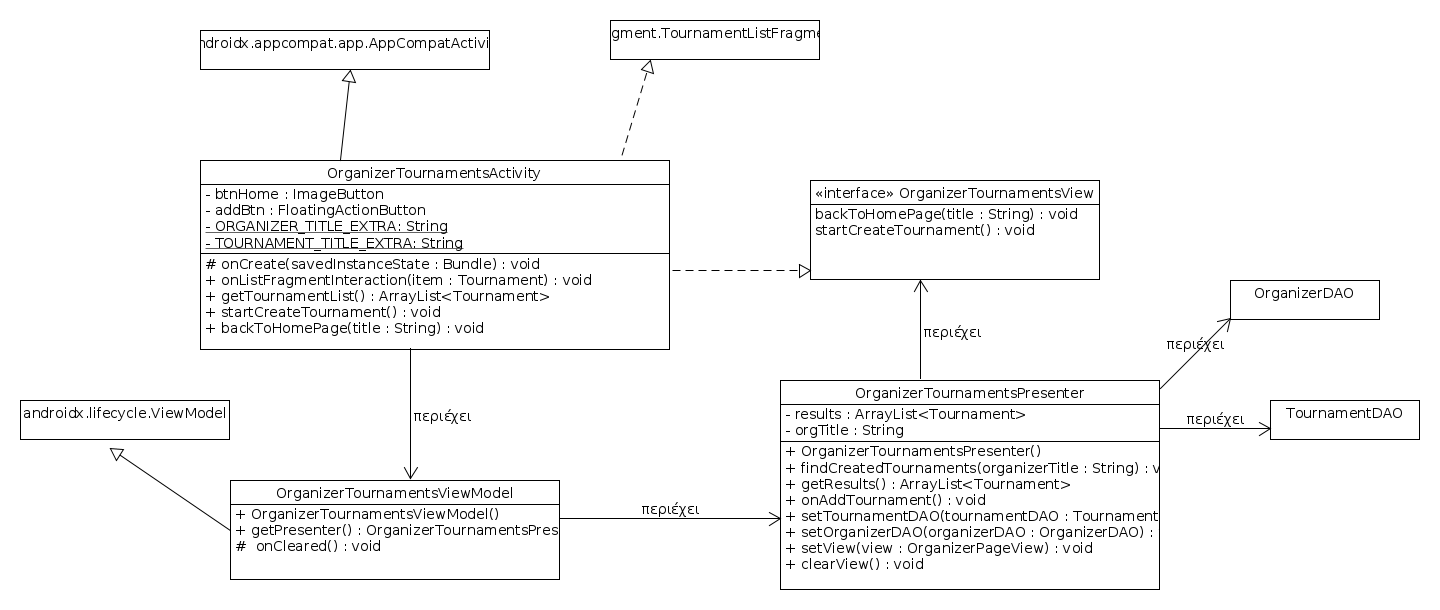 ndroidx.appcompat.app.AppCompatActivi
gment.TournamentListFragme
OrganizerTournamentsActivity
- btnHome : ImageButton
- addBtn : FloatingActionButton
- ORGANIZER_TITLE_EXTRA: String
- TOURNAMENT_TITLE_EXTRA: String
# onCreate(savedInstanceState : Bundle) : void
+ onListFragmentInteraction(item : Tournament) : void
+ getTournamentList() : ArrayList<Tournament>
+ startCreateTournament() : void
+ backToHomePage(title : String) : void
«interface» OrganizerTournamentsView
backToHomePage(title : String) : void
startCreateTournament() : void
OrganizerDAO
περιέχει
περιέχει
TournamentDAO
περιέχει
OrganizerTournamentsPresenter
- results : ArrayList<Tournament>
- orgTitle : String
+ OrganizerTournamentsPresenter()
+ findCreatedTournaments(organizerTitle : String) : v
+ getResults() : ArrayList<Tournament>
+ onAddTournament() : void
+ setTournamentDAO(tournamentDAO : Tournament
+ setOrganizerDAO(organizerDAO : OrganizerDAO) :
+ setView(view : OrganizerPageView) : void
+ clearView() : void
περιέχει
androidx.lifecycle.ViewModel
OrganizerTournamentsViewModel
+ OrganizerTournamentsViewModel()
+ getPresenter() : OrganizerTournamentsPres
# onCleared() : void
περιέχει